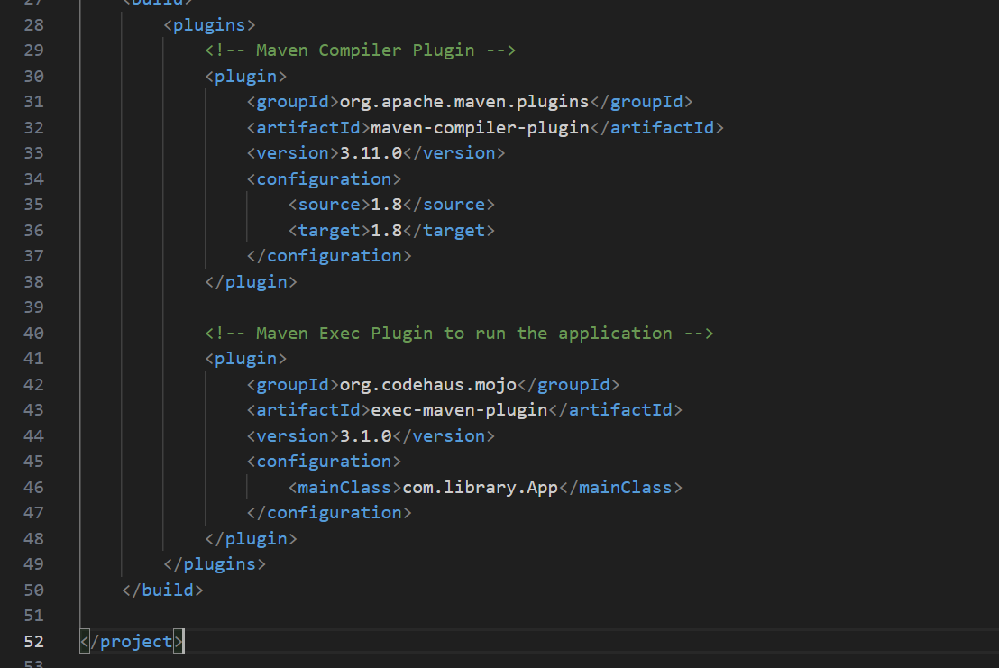 27 <build>
28 <plugins>
29 <!-- Maven Compiler Plugin -->
30 <plugin>
31 <groupId>org.apache.maven.plugins</groupId>
32 <artifactId>maven-compiler-plugin</artifactId>
33 <version>3.11.0</version>
34 <configuration>
35 <source>1.8</source>
36 <target>1.8</target>
37 </configuration>
38 </plugin>
39
40 <!-- Maven Exec Plugin to run the application -->
41 <plugin>
42 <groupId>org.codehaus.mojo</groupId>
43 <artifactId>exec-maven-plugin</artifactId>
44 <version>3.1.0</version>
45 <configuration>
46 <mainClass>com.library.App</mainClass>
47 </configuration>
48 </plugin>
49 </plugins>
50 </build>
51
52 </project>
53